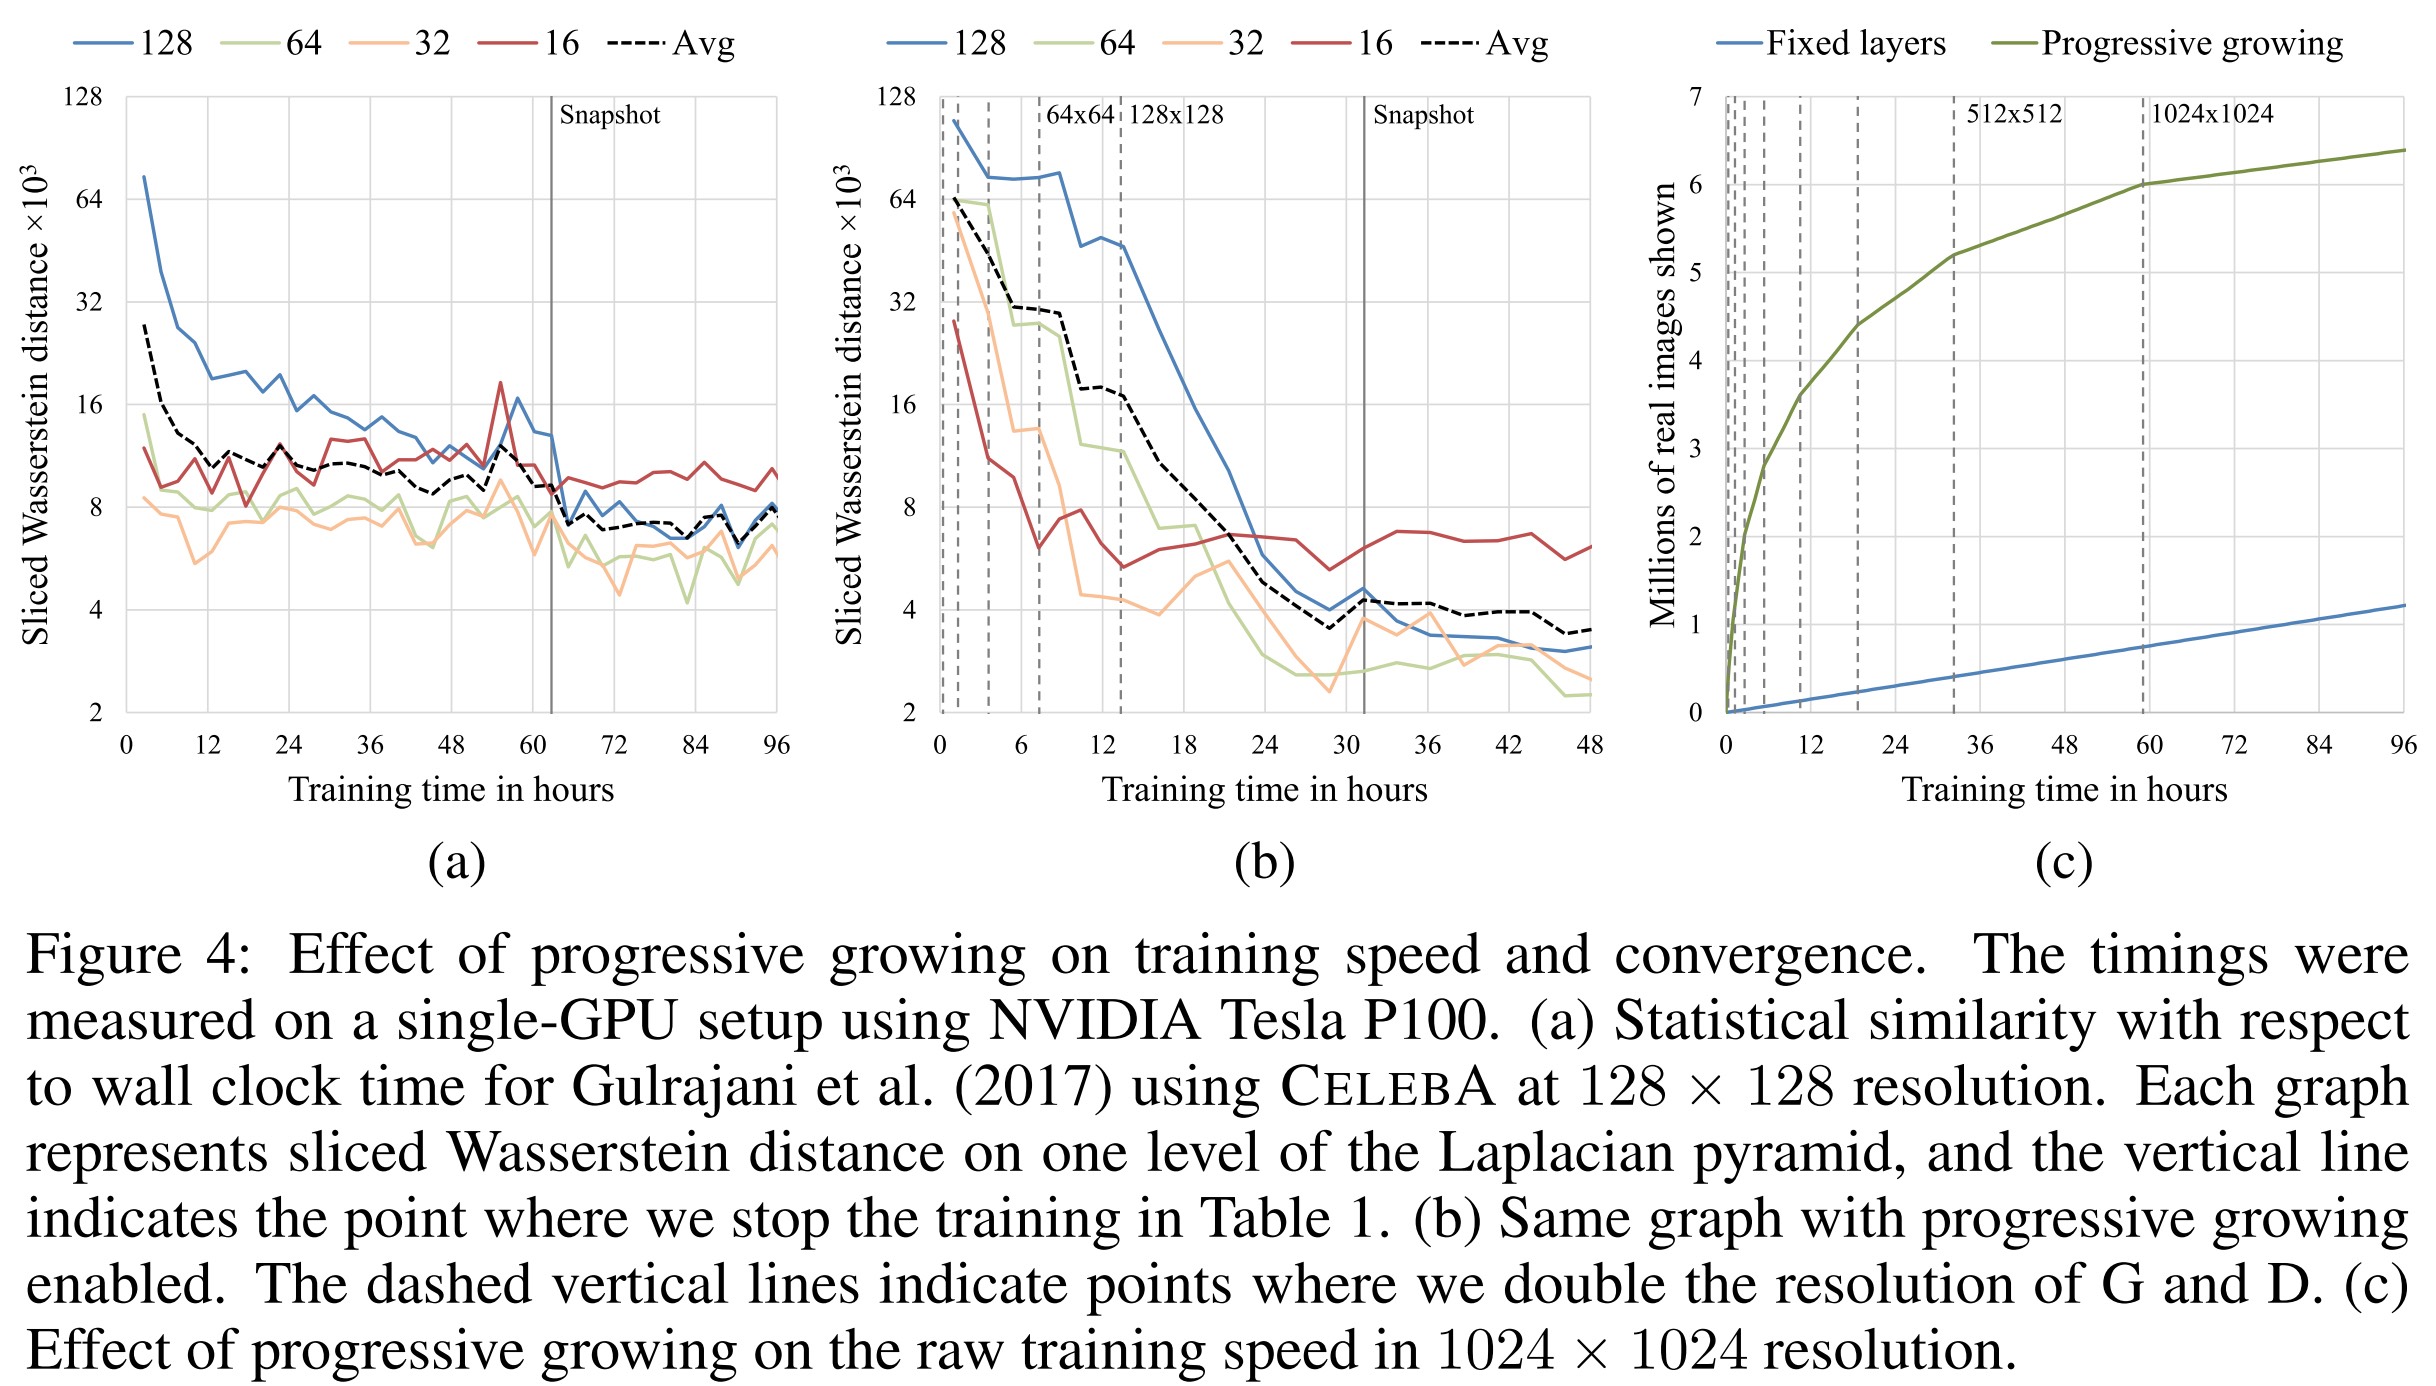 128 64 32 16 Avg
Snapshot
128
64
32
16
8
4
2
Sliced Wasserstein distance ×10³
0 12 24 36 48 60 72 84 96
Training time in hours
(a)
128 64 32 16 Avg
64x64 128x128 Snapshot
128
64
32
16
8
4
2
Sliced Wasserstein distance ×10³
0 6 12 18 24 30 36 42 48
Training time in hours
(b)
Fixed layers Progressive growing
512x512 1024x1024
7
6
5
4
3
2
1
0
Millions of real images shown
0 12 24 36 48 60 72 84 96
Training time in hours
(c)
Figure 4: Effect of progressive growing on training speed and convergence. The timings were
measured on a single-GPU setup using NVIDIA Tesla P100. (a) Statistical similarity with respect
to wall clock time for Gulrajani et al. (2017) using CELEBA at 128 × 128 resolution. Each graph
represents sliced Wasserstein distance on one level of the Laplacian pyramid, and the vertical line
indicates the point where we stop the training in Table 1. (b) Same graph with progressive growing
enabled. The dashed vertical lines indicate points where we double the resolution of G and D. (c)
Effect of progressive growing on the raw training speed in 1024 × 1024 resolution.